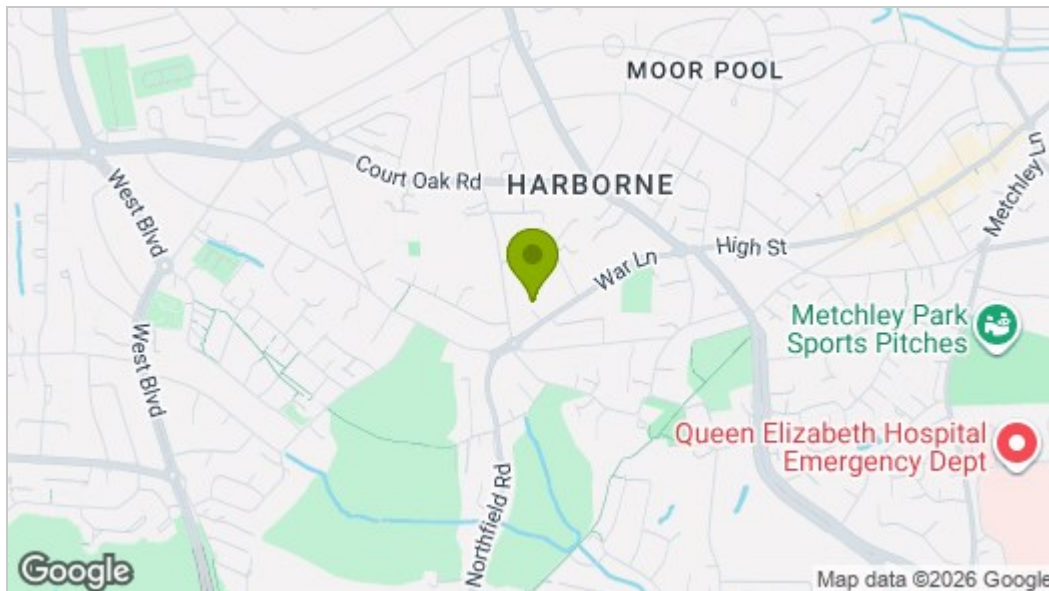 MOOR POOL
Court Oak Rd
HARBORNE
Metchley Ln
West Blvd
War Ln
High St
Metchley Park
Sports Pitches
West Blvd
Queen Elizabeth Hospital
Emergency Dept
Northfield Rd
Google
Map data ©2026 Google